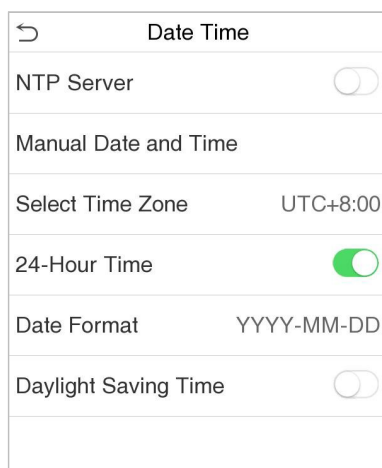 Date Time
NTP Server
Manual Date and Time
Select Time Zone UTC+8:00
24-Hour Time
Date Format YYYY-MM-DD
Daylight Saving Time